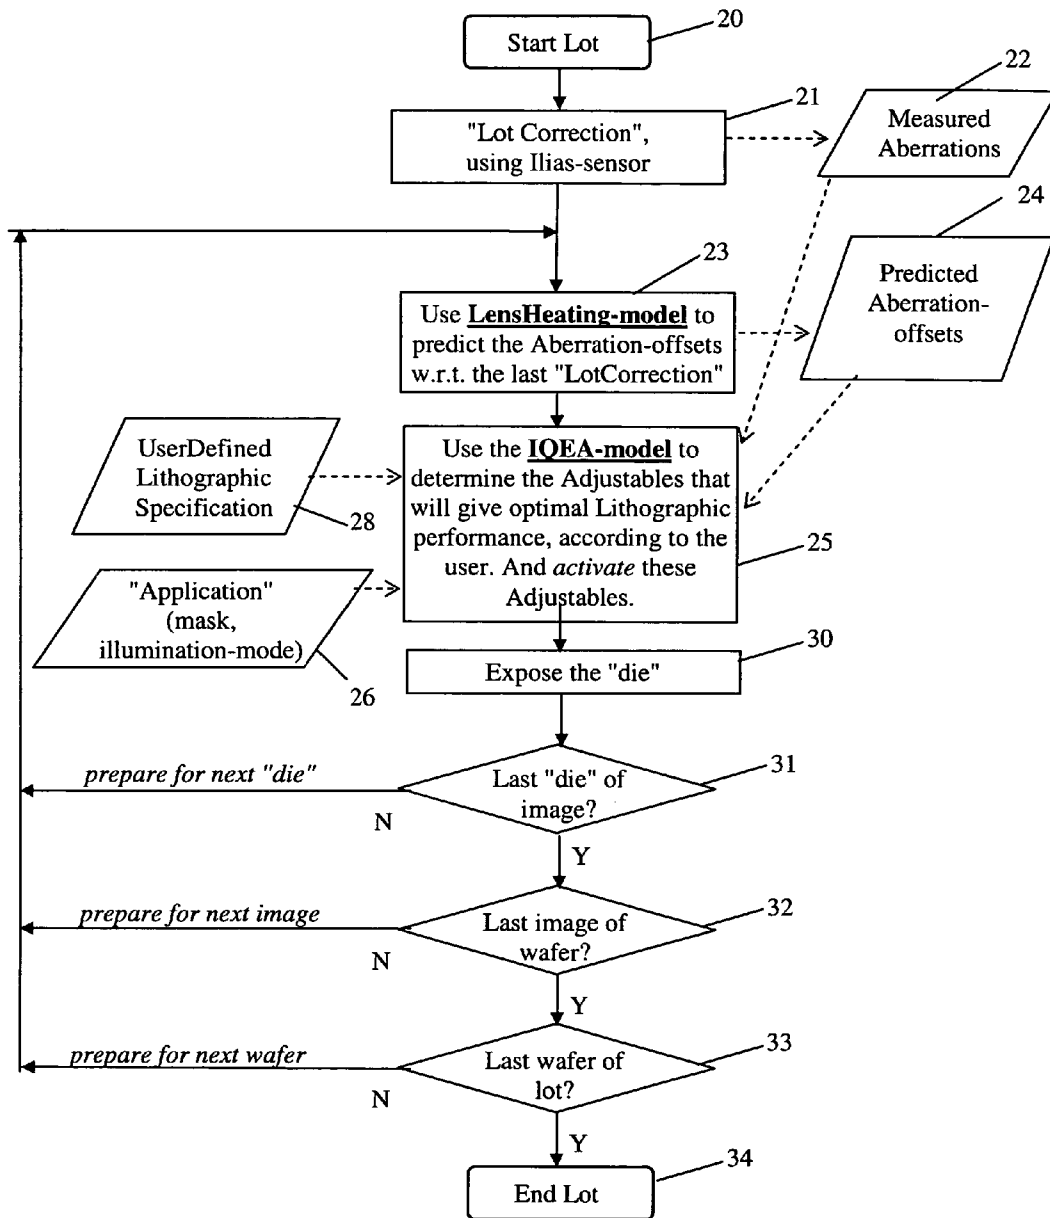 Start Lot
20
"Lot Correction",
using Ilias-sensor
21
Measured
Aberrations
22
Use LensHeating-model to
predict the Aberration-offsets
w.r.t. the last "LotCorrection"
23
Predicted
Aberration-
offsets
24
UserDefined
Lithographic
Specification
28
Use the IQEA-model to
determine the Adjustables that
will give optimal Lithographic
performance, according to the
user. And activate these
Adjustables.
25
"Application"
(mask,
illumination-mode)
26
Expose the "die"
30
prepare for next "die"
N
Last "die" of
image?
31
Y
prepare for next image
N
Last image of
wafer?
32
Y
prepare for next wafer
N
Last wafer of
lot?
33
Y
End Lot
34